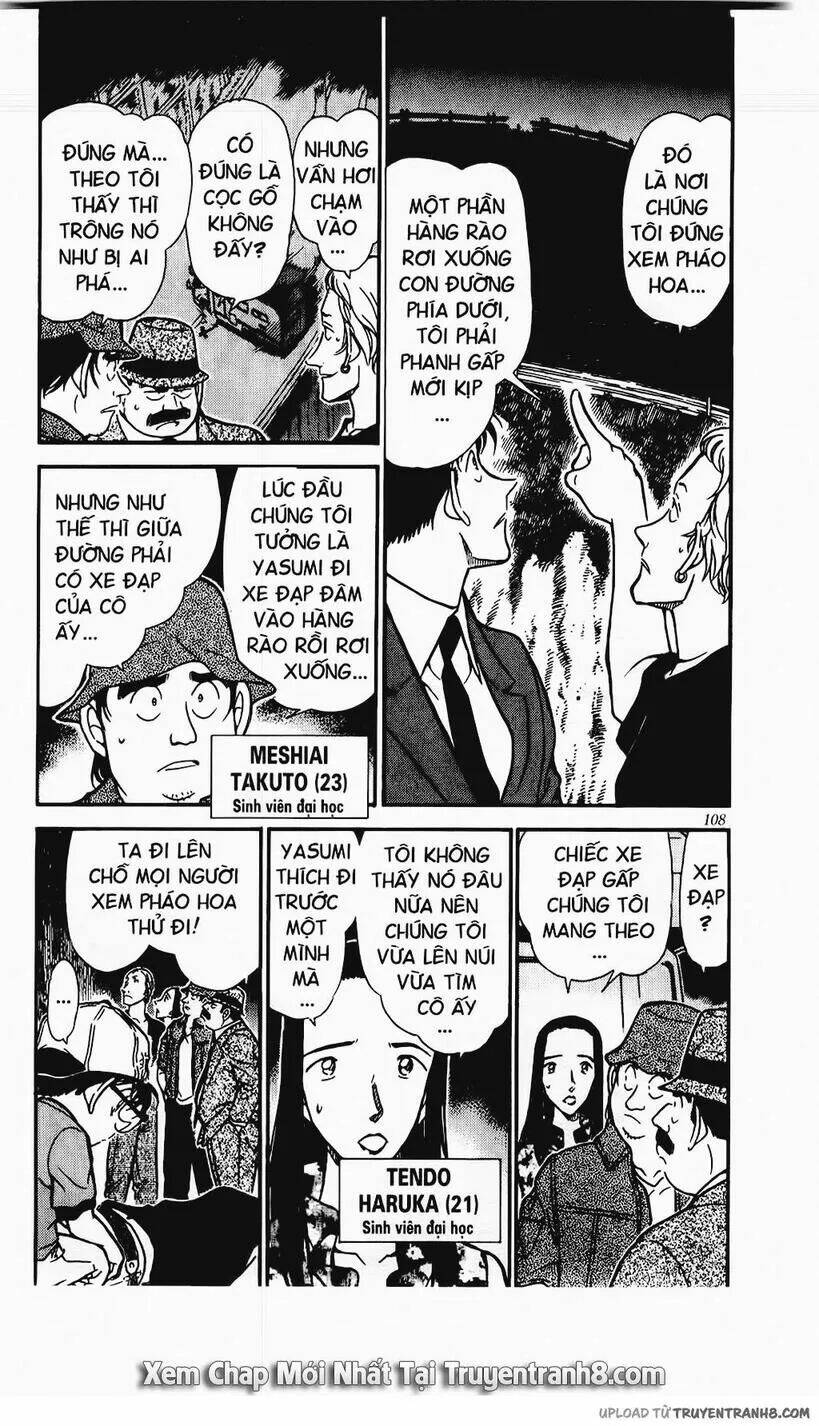 ĐÓ
LÀ NƠI
CHÚNG
TÔI ĐỨNG
XEM PHÁO
HOA...
MỘT PHẦN
HÀNG RÀO
RƠI XUỐNG
CON ĐƯỜNG
PHÍA DƯỚI,
TÔI PHẢI
PHANH GẤP
MỚI KỊP
...
NHƯNG
VẪN HƠI
CHẠM
VÀO
...
CÓ
ĐÚNG LÀ
CỌC GỒ
KHÔNG
ĐẤY?
ĐÚNG MÀ...
THEO TÔI
THẤY THÌ
TRÔNG NÓ
NHƯ BỊ AI
PHÁ...
LÚC ĐẦU
CHÚNG TÔI
TƯỞNG LÀ
YASUMI ĐI
XE ĐẠP ĐÂM
VÀO HÀNG
RÀO RỒI RƠI
XUỐNG...
NHƯNG NHƯ
THẾ THÌ GIỮA
ĐƯỜNG PHẢI
CÓ XE ĐẠP
CỦA CÔ
ẤY...
MESHIAI
TAKUTO (23)
Sinh viên đại học
108
XE
ĐẠP
?
CHIẾC XE
ĐẠP GẤP
CHÚNG TÔI
MANG THEO
...
TÔI KHÔNG
THẤY NÓ ĐÂU
NỮA NÊN
CHÚNG TÔI
VỪA LÊN NÚI
VỪA TÌM
CÔ ẤY
...
YASUMI
THÍCH ĐI
TRƯỚC
MỘT
MÌNH
MÀ
...
TENDO
HARUKA (21)
Sinh viên đại học
TA ĐI LÊN
CHỖ MỌI NGƯỜI
XEM PHÁO HOA
THỬ ĐI!
...
Xem Chap Mới Nhất Tại Truyentranh8.com
UPLOAD TỪ TRUYENTRANH8.COM